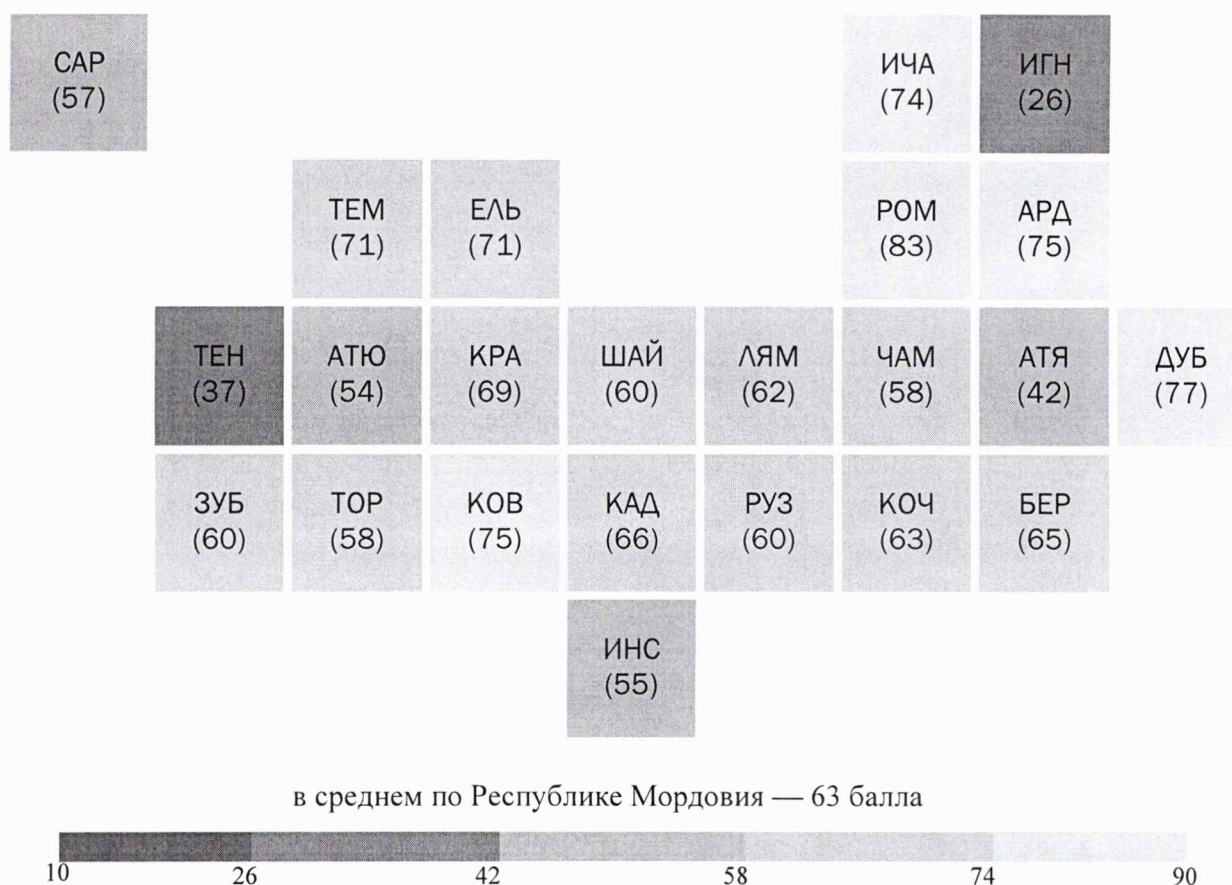 САР
(57)
ИЧА
(74)
ИГН
(26)
ТЕМ
(71)
ЕЛЬ
(71)
РОМ
(83)
АРД
(75)
ТЕН
(37)
АТЮ
(54)
КРА
(69)
ШАЙ
(60)
ЛЯМ
(62)
ЧАМ
(58)
АТЯ
(42)
ДУБ
(77)
ЗУБ
(60)
ТОР
(58)
КОВ
(75)
КАД
(66)
РУЗ
(60)
КОЧ
(63)
БЕР
(65)
ИНС
(55)
в среднем по Республике Мордовия — 63 балла
10 26 42 58 74 90